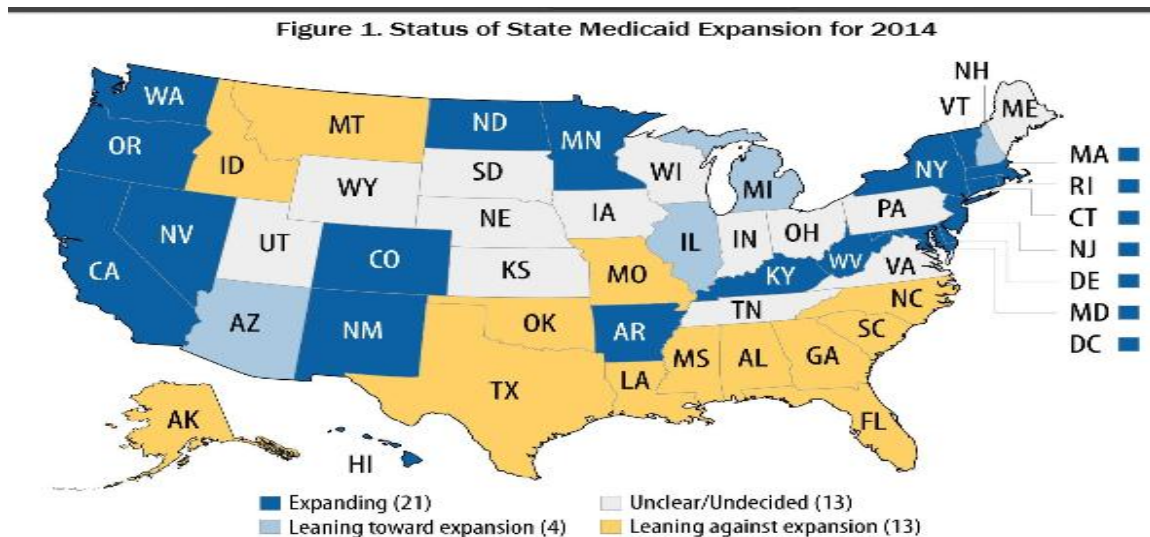 Figure 1. Status of State Medicaid Expansion for 2014
NH
VT
ME
WA
MT
ND
MN
OR
ID
SD
WI
NY
MA
WY
MI
RI
IA
PA
CT
NE
NV
UT
IL
IN
OH
NJ
CA
CO
KS
MO
KY
WV
VA
DE
TN
NC
MD
AZ
NM
OK
AR
SC
DC
MS
AL
GA
TX
LA
AK
FL
HI
Expanding (21)
Unclear/Undecided (13)
Leaning toward expansion (4)
Leaning against expansion (13)